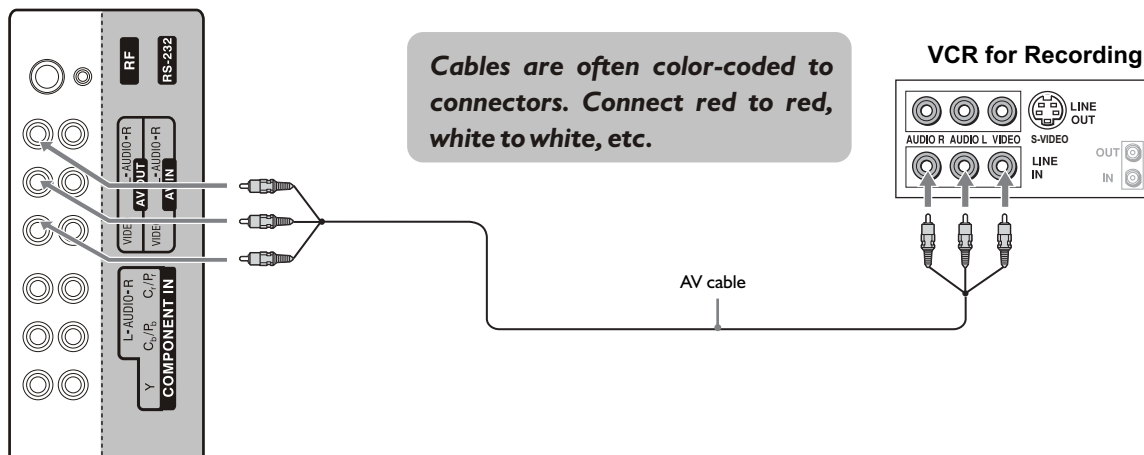 RF
RS-232
VIDEO L-AUDIO-R
AV OUT
VIDEO L-AUDIO-R
AV IN
L-AUDIO-R
Y Cb/Pb Cr/Pr
COMPONENT IN
Cables are often color-coded to
connectors. Connect red to red,
white to white, etc.
AV cable
VCR for Recording
LINE
OUT
AUDIO R AUDIO L VIDEO S-VIDEO
LINE
IN
OUT
IN